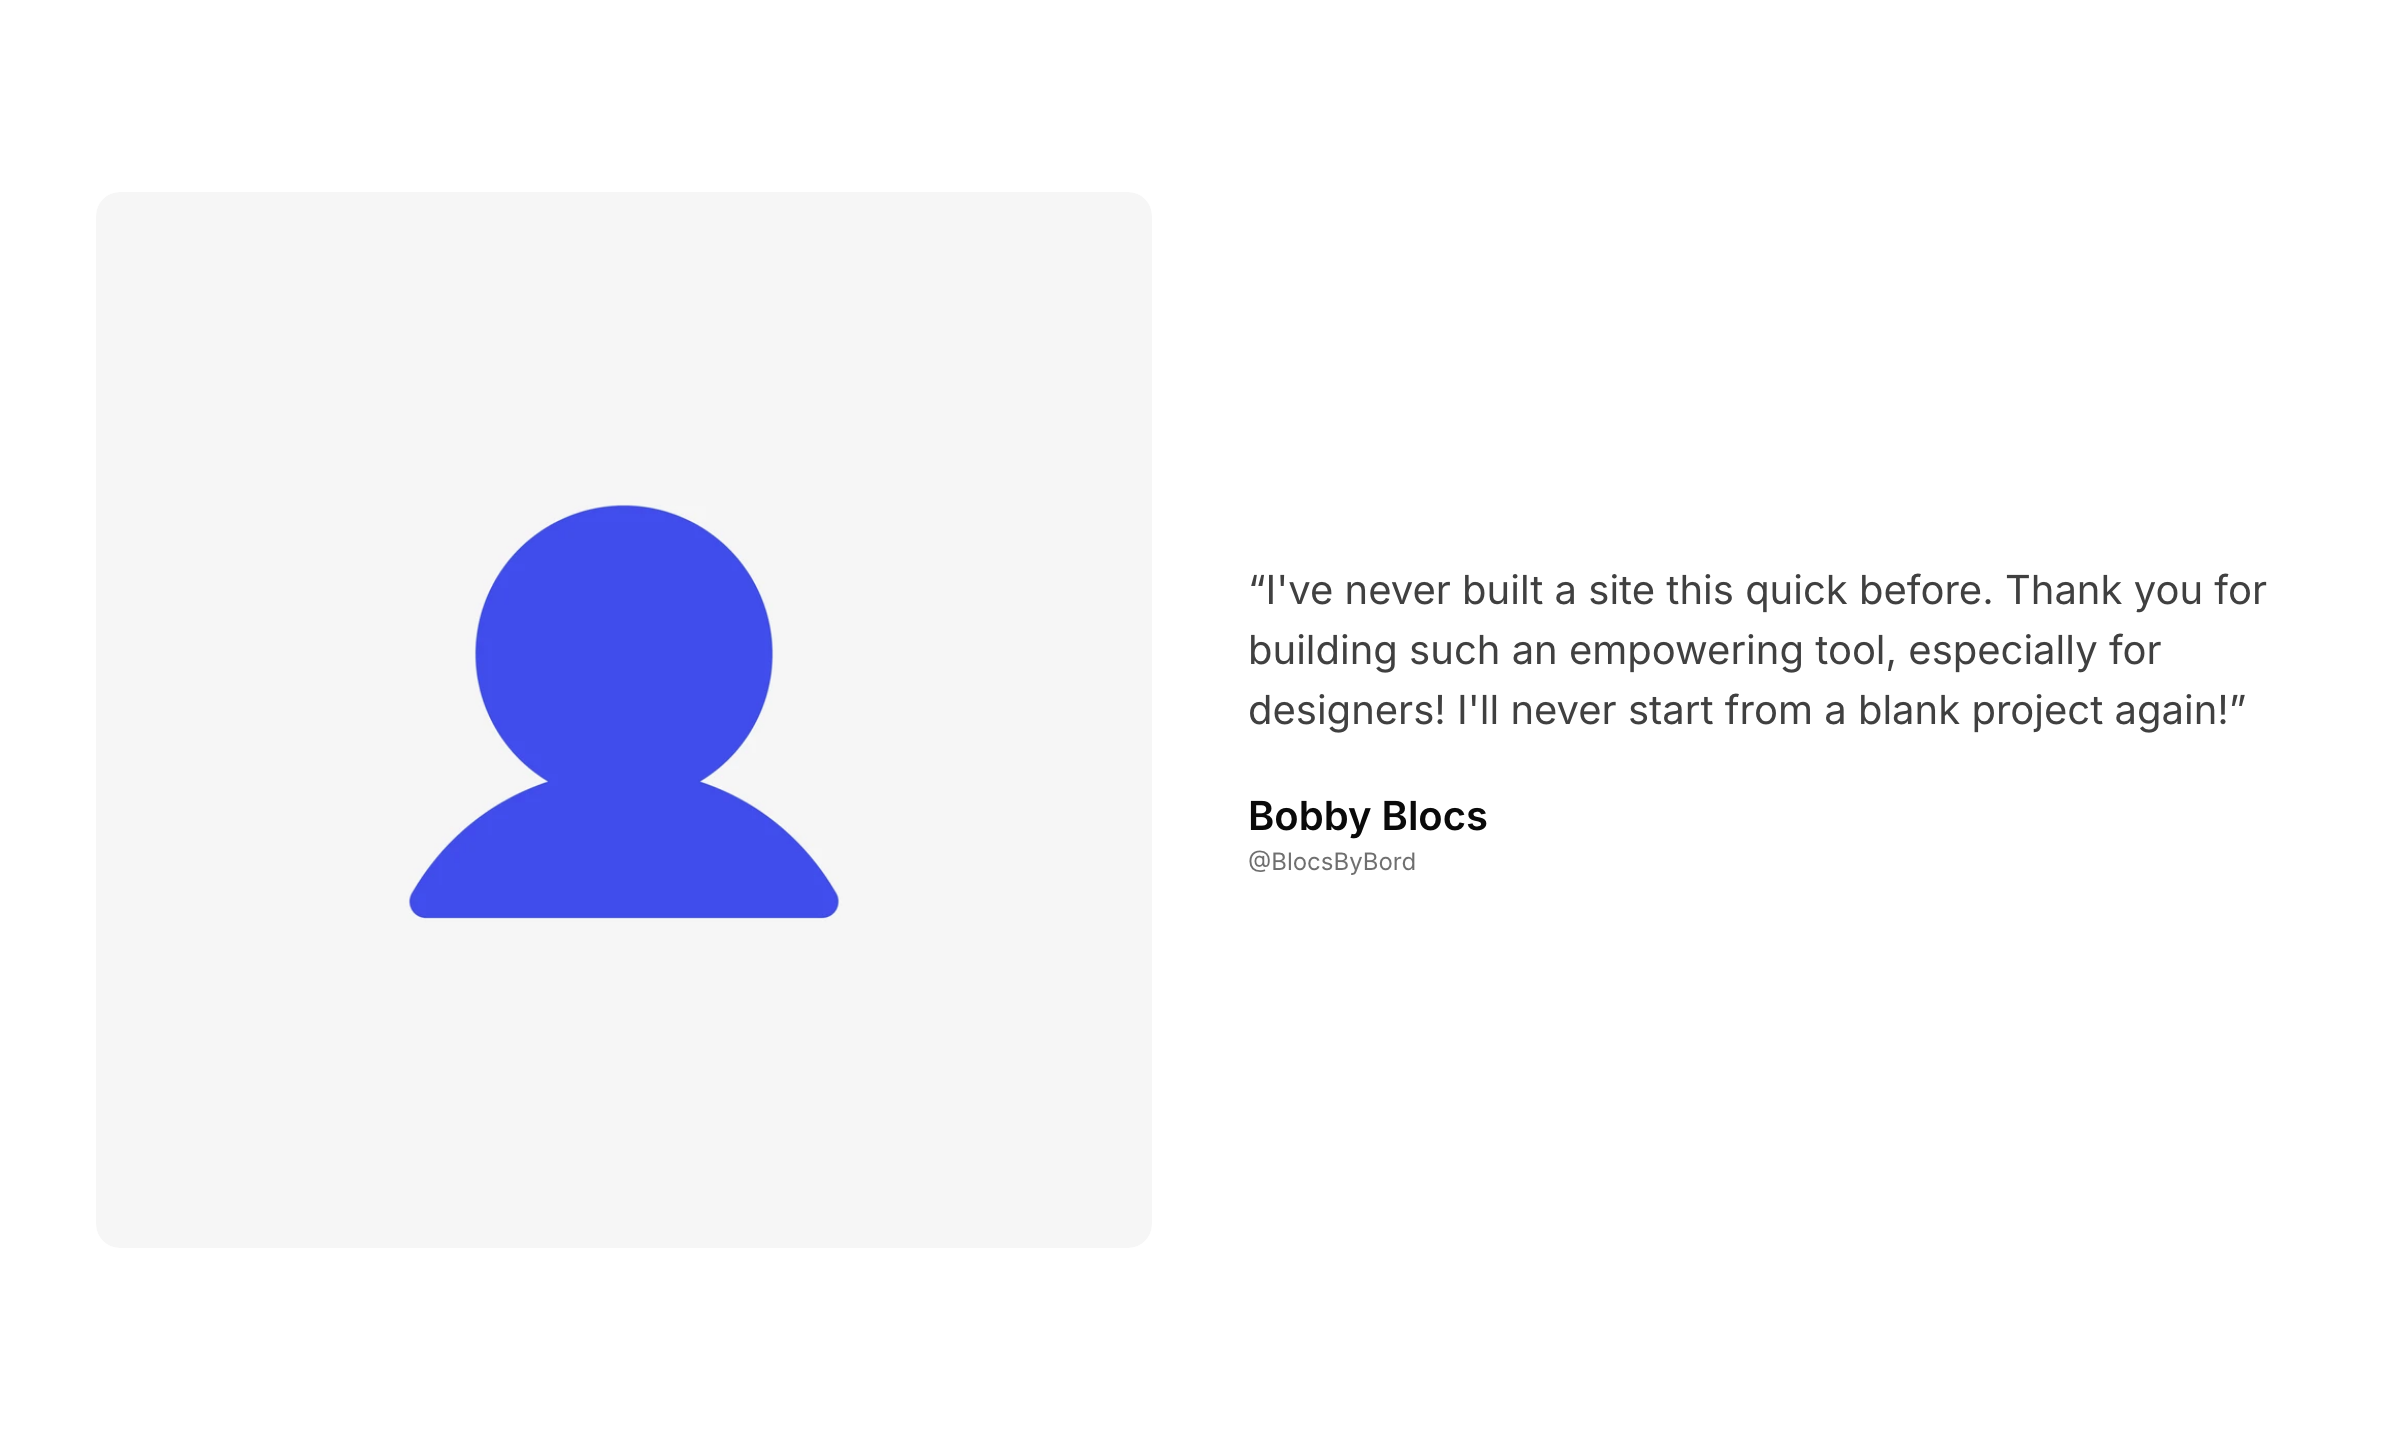 “I've never built a site this quick before. Thank you for
building such an empowering tool, especially for
designers! I'll never start from a blank project again!”
Bobby Blocs
@BlocsByBord